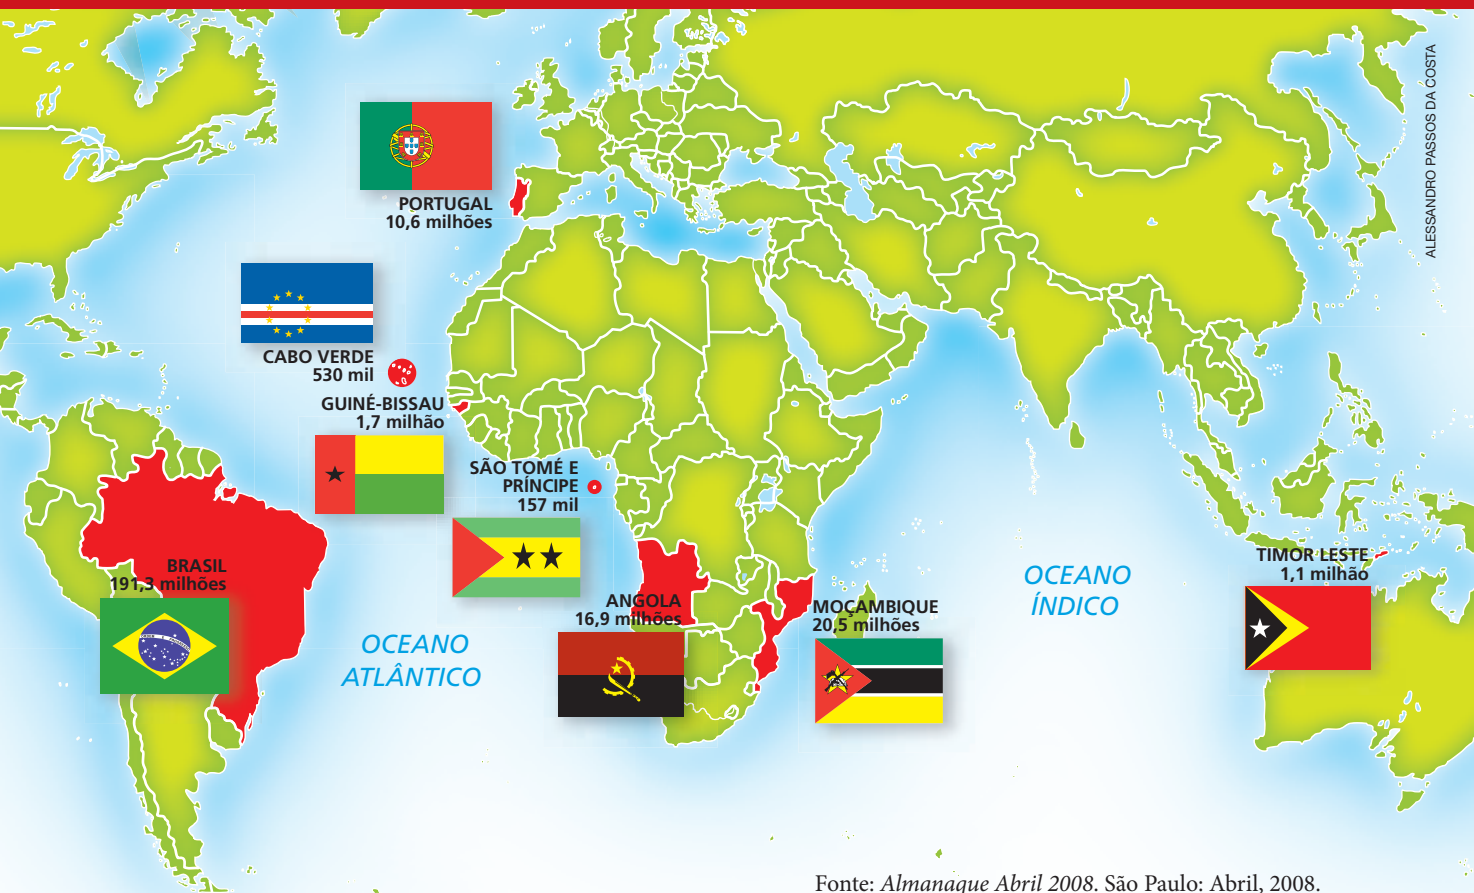 ALESSANDRO PASSOS DA COSTA
PORTUGAL
10,6 milhões
CABO VERDE
530 mil
GUINÉ-BISSAU
1,7 milhão
SÃO TOMÉ E
PRÍNCIPE
157 mil
BRASIL
191,3 milhões
ANGOLA
16,9 milhões
MOÇAMBIQUE
20,5 milhões
TIMOR LESTE
1,1 milhão
OCEANO
ÍNDICO
OCEANO
ATLÂNTICO
Fonte: Almanaque Abril 2008. São Paulo: Abril, 2008.